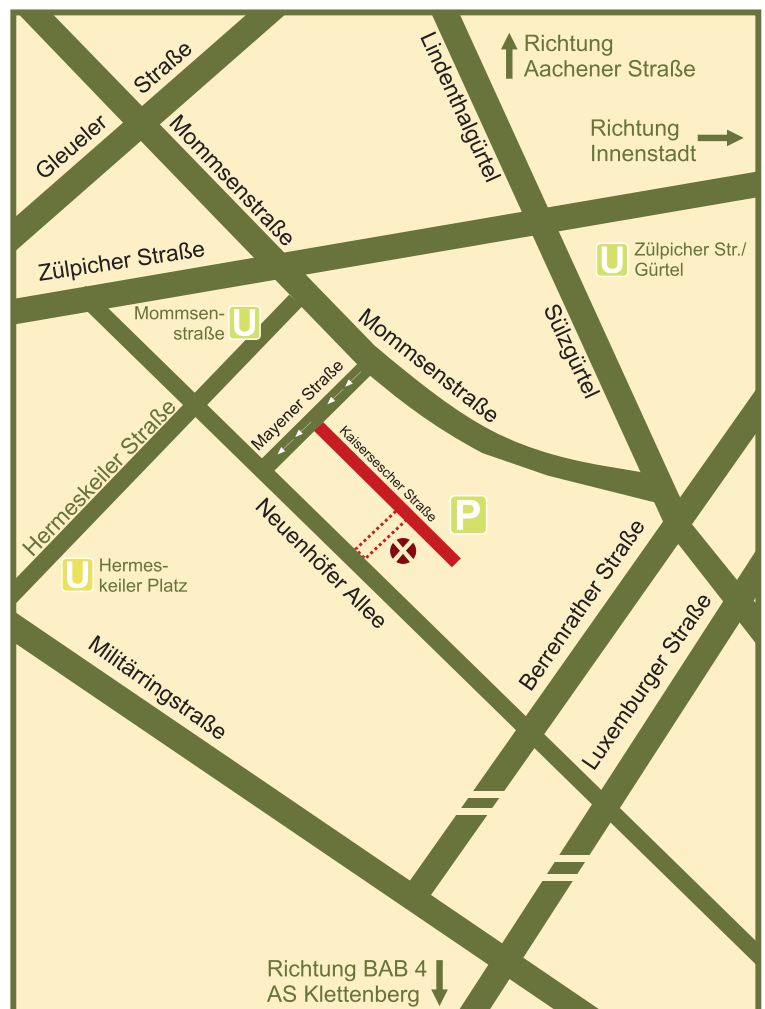 Richtung
Aachener Straße
Lindenthalgürtel
Gleueler Straße
Mommsenstraße
Richtung
Innenstadt
Zülpicher Straße
U
Zülpicher Str./
Gürtel
Mommsen-
straße
U
Mommsenstraße
Sülzgürtel
Mayener Straße
Hermeskeiler Straße
Kaisersescher Straße
P
Neuenhöfer Allee
U
Hermes-
keiler Platz
Berrenrather Straße
Luxemburger Straße
Militärringstraße
Richtung BAB 4
AS Klettenberg